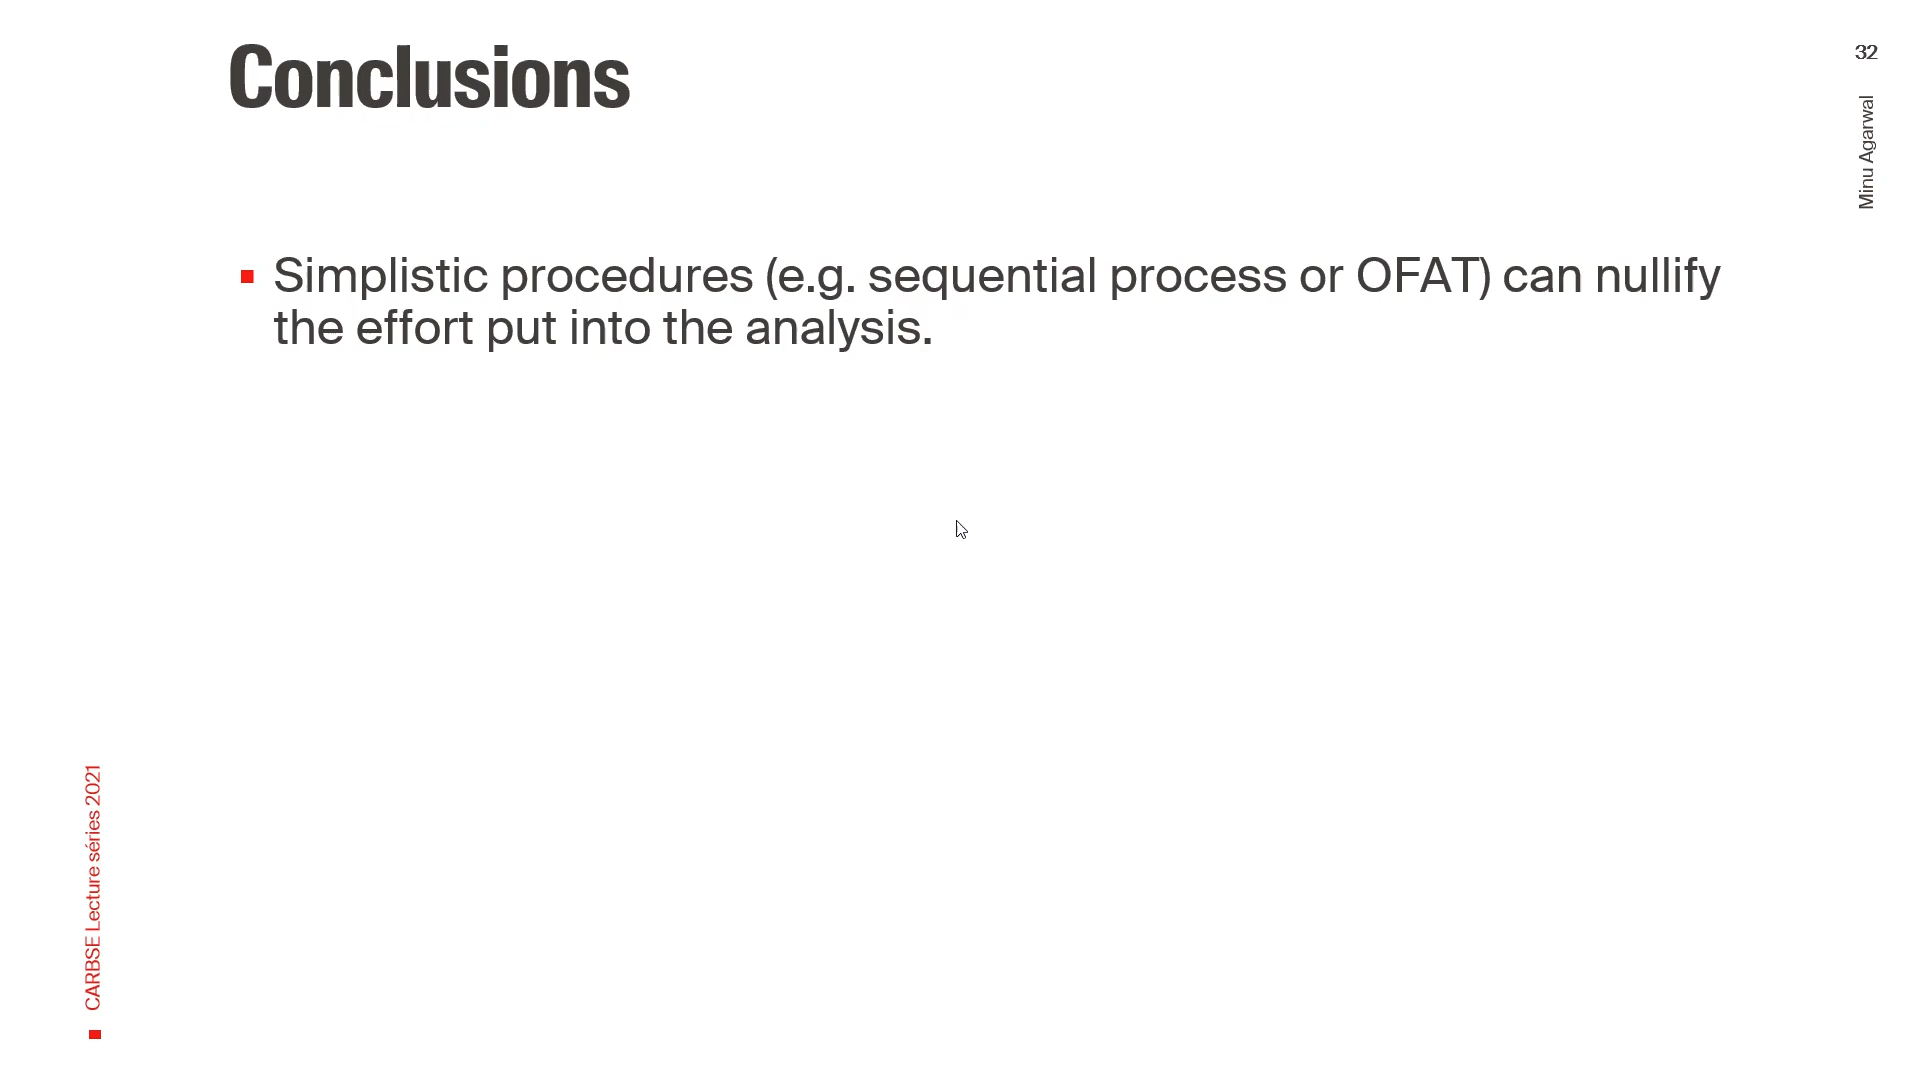 Conclusions
32
Minu Agarwal
▪ Simplistic procedures (e.g. sequential process or OFAT) can nullify
the effort put into the analysis.
CARBSE Lecture séries 2021